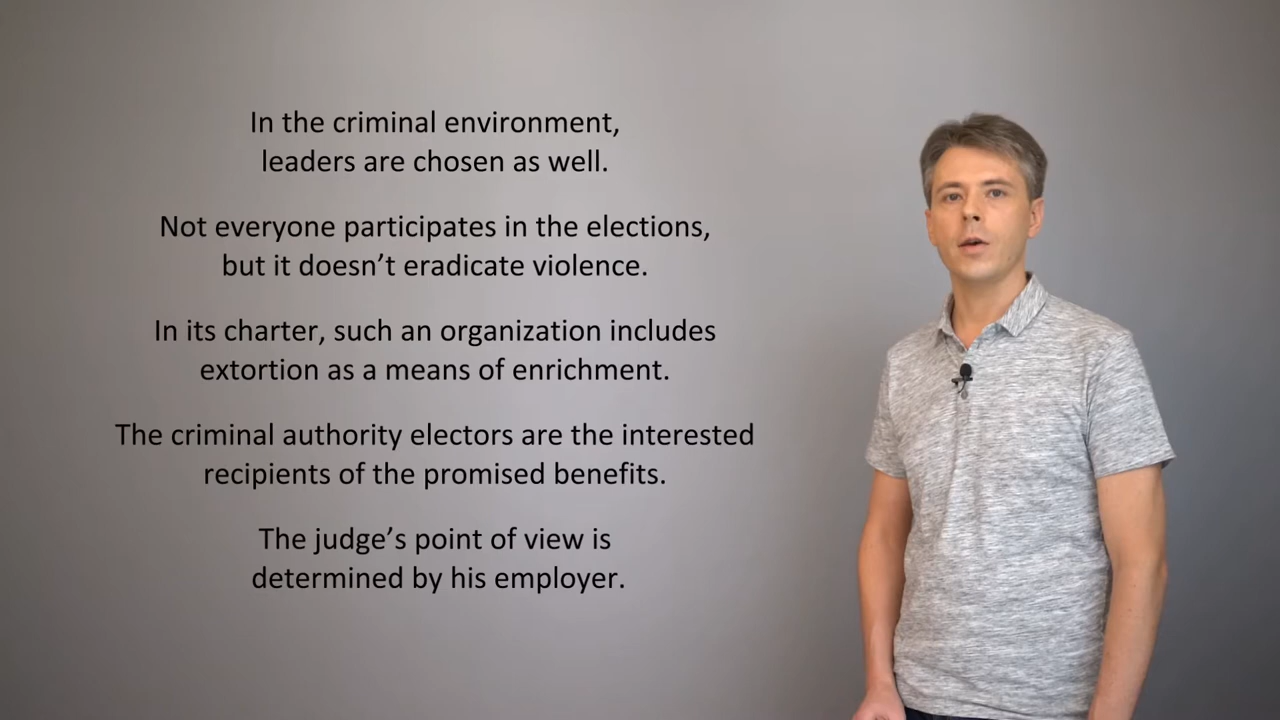 In the criminal environment,
leaders are chosen as well.
Not everyone participates in the elections,
but it doesn’t eradicate violence.
In its charter, such an organization includes
extortion as a means of enrichment.
The criminal authority electors are the interested
recipients of the promised benefits.
The judge’s point of view is
determined by his employer.